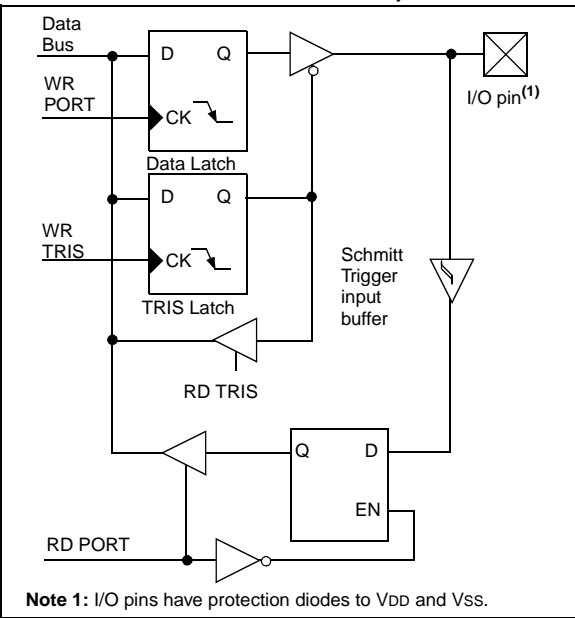 Data
Bus
D Q
WR
PORT
CK
I/O pin(1)
Data Latch
D Q
WR
TRIS
CK
Schmitt
Trigger
input
buffer
TRIS Latch
RD TRIS
Q D
EN
RD PORT
Note 1: I/O pins have protection diodes to VDD and VSS.